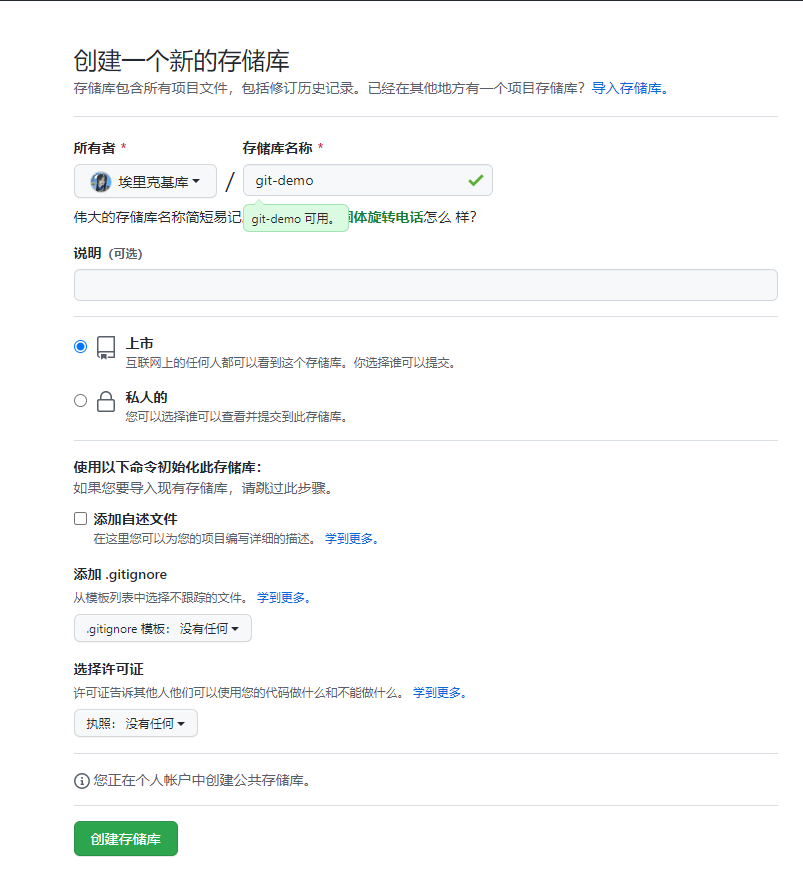 创建一个新的存储库
存储库包含所有项目文件，包括修订历史记录。已经在其他地方有一个项目存储库？导入存储库。
所有者 *
存储库名称 *
埃里克基库
/
git-demo
伟大的存储库名称简短易记 体旋转电话怎么 样？
git-demo 可用。
说明 (可选)
上市
互联网上的任何人都可以看到这个存储库。你选择谁可以提交。
私人的
您可以选择谁可以查看并提交到此存储库。
使用以下命令初始化此存储库：
如果您要导入现有存储库，请跳过此步骤。
添加自述文件
在这里您可以为您的项目编写详细的描述。 学到更多。
添加 .gitignore
从模板列表中选择不跟踪的文件。 学到更多。
.gitignore 模板： 没有任何
选择许可证
许可证告诉其他人他们可以使用您的代码做什么和不能做什么。 学到更多。
执照： 没有任何
您正在个人帐户中创建公共存储库。
创建存储库